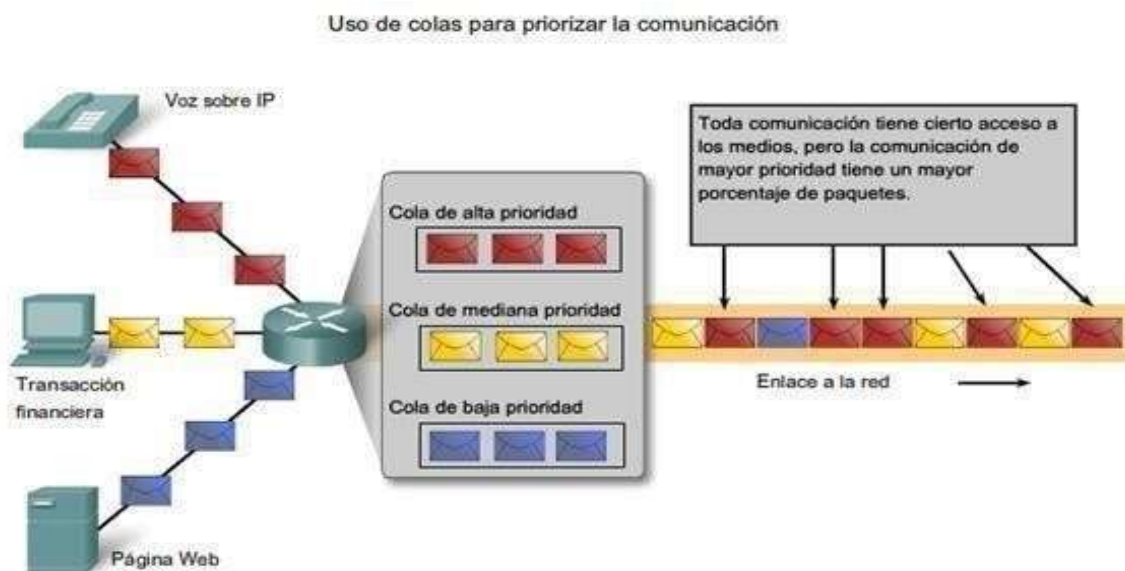 Uso de colas para priorizar la comunicación
Voz sobre IP
Toda comunicación tiene cierto acceso a
los medios, pero la comunicación de
mayor prioridad tiene un mayor
porcentaje de paquetes.
Cola de alta prioridad
Cola de mediana prioridad
Transacción
financiera
Enlace a la red
Cola de baja prioridad
Página Web